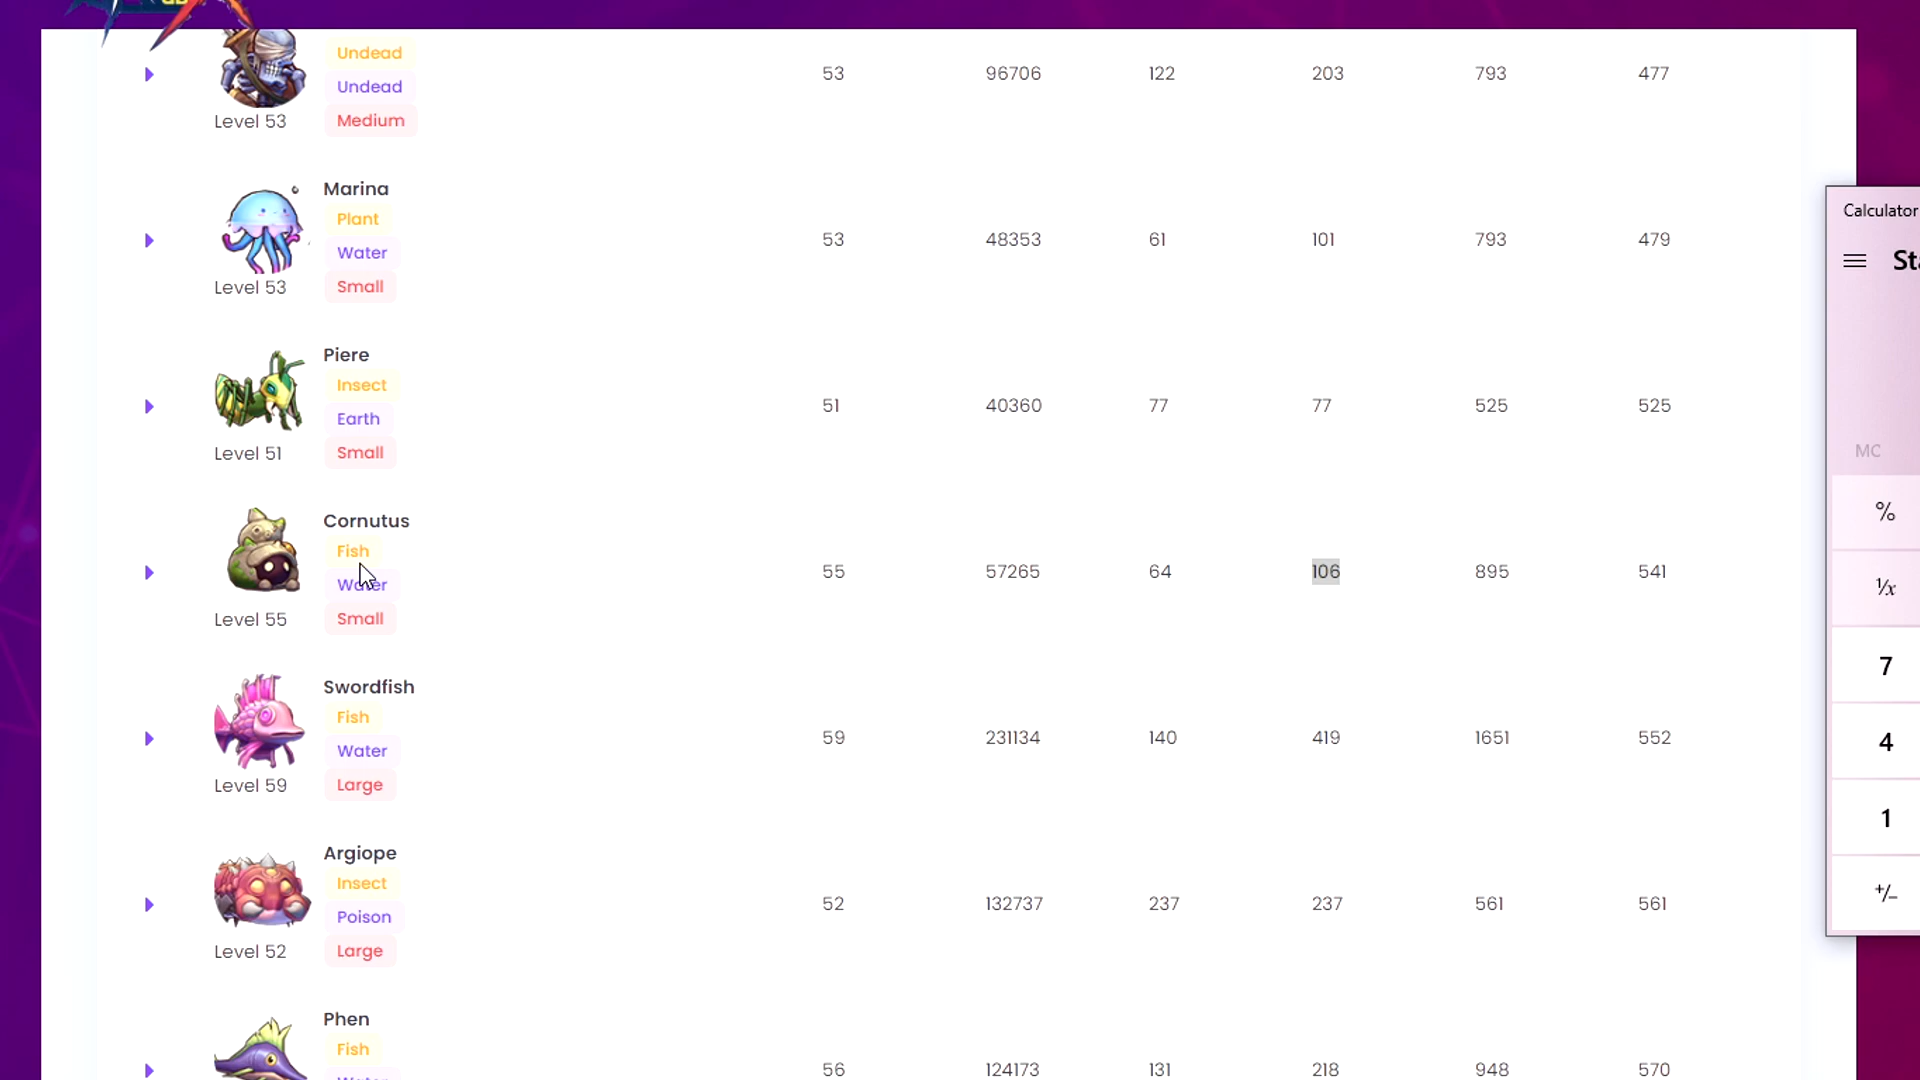 Undead
Undead
Medium
Level 53
53 96706 122 203 793 477
Marina
Plant
Water
Small
Level 53
53 48353 61 101 793 479
Piere
Insect
Earth
Small
Level 51
51 40360 77 77 525 525
Cornutus
Fish
Water
Small
Level 55
55 57265 64 106 895 541
Swordfish
Fish
Water
Large
Level 59
59 231134 140 419 1651 552
Argiope
Insect
Poison
Large
Level 52
52 132737 237 237 561 561
Phen
Fish
56 124173 131 218 948 570
Calculator
MC
%
1/x
7
4
1
+/−